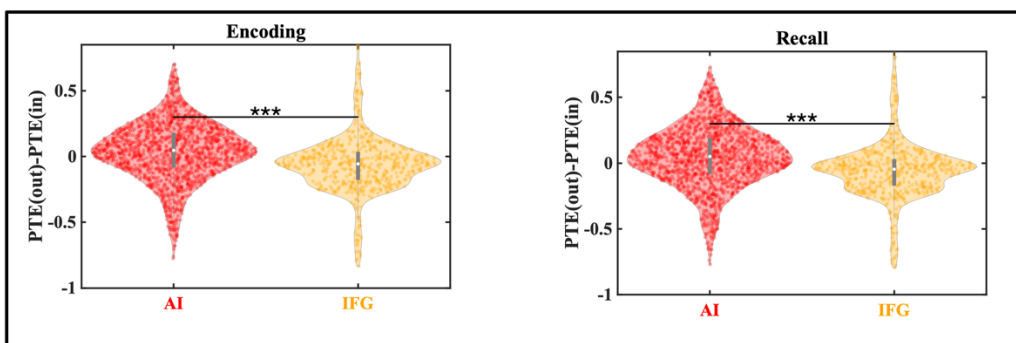 Encoding
PTE(out)-PTE(in)
0.5
0
-0.5
-1
***
AI
IFG
Recall
PTE(out)-PTE(in)
0.5
0
-0.5
-1
***
AI
IFG